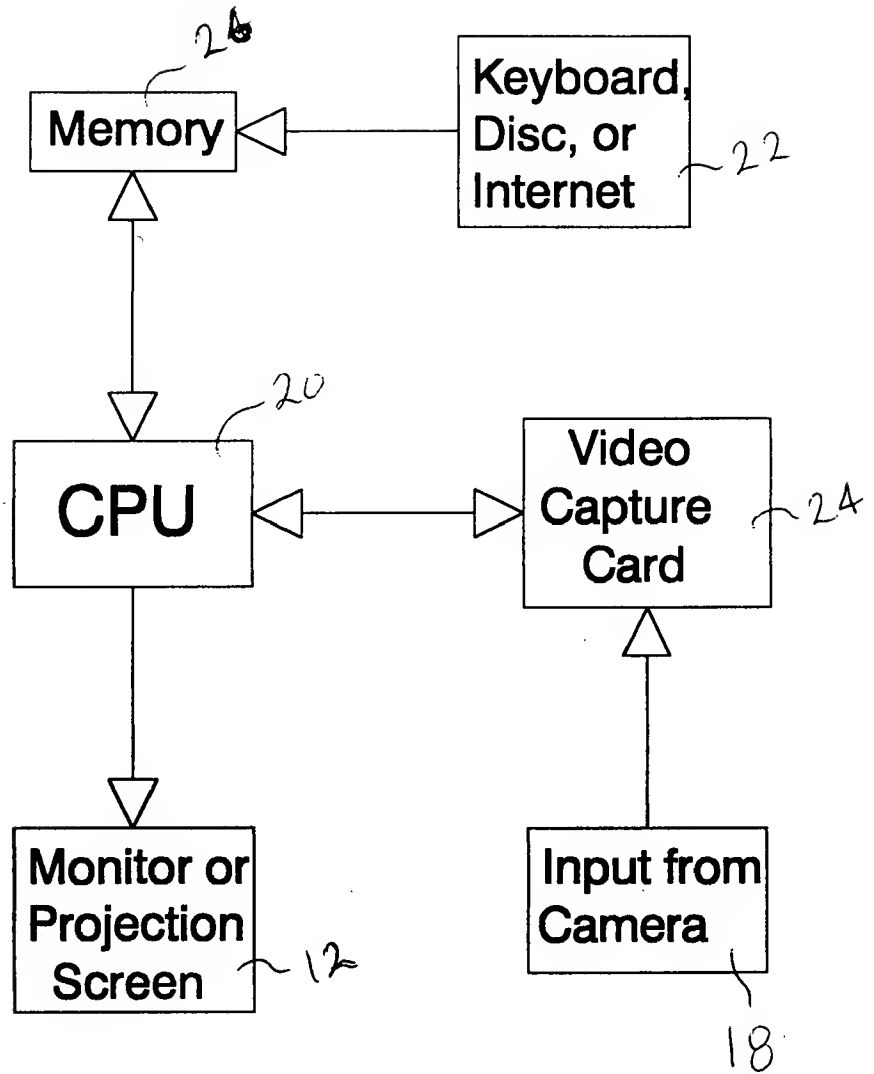 26
Memory
Keyboard,
Disc, or
Internet
22
20
CPU
Video
Capture
Card
24
Monitor or
Projection
Screen
12
Input from
Camera
18